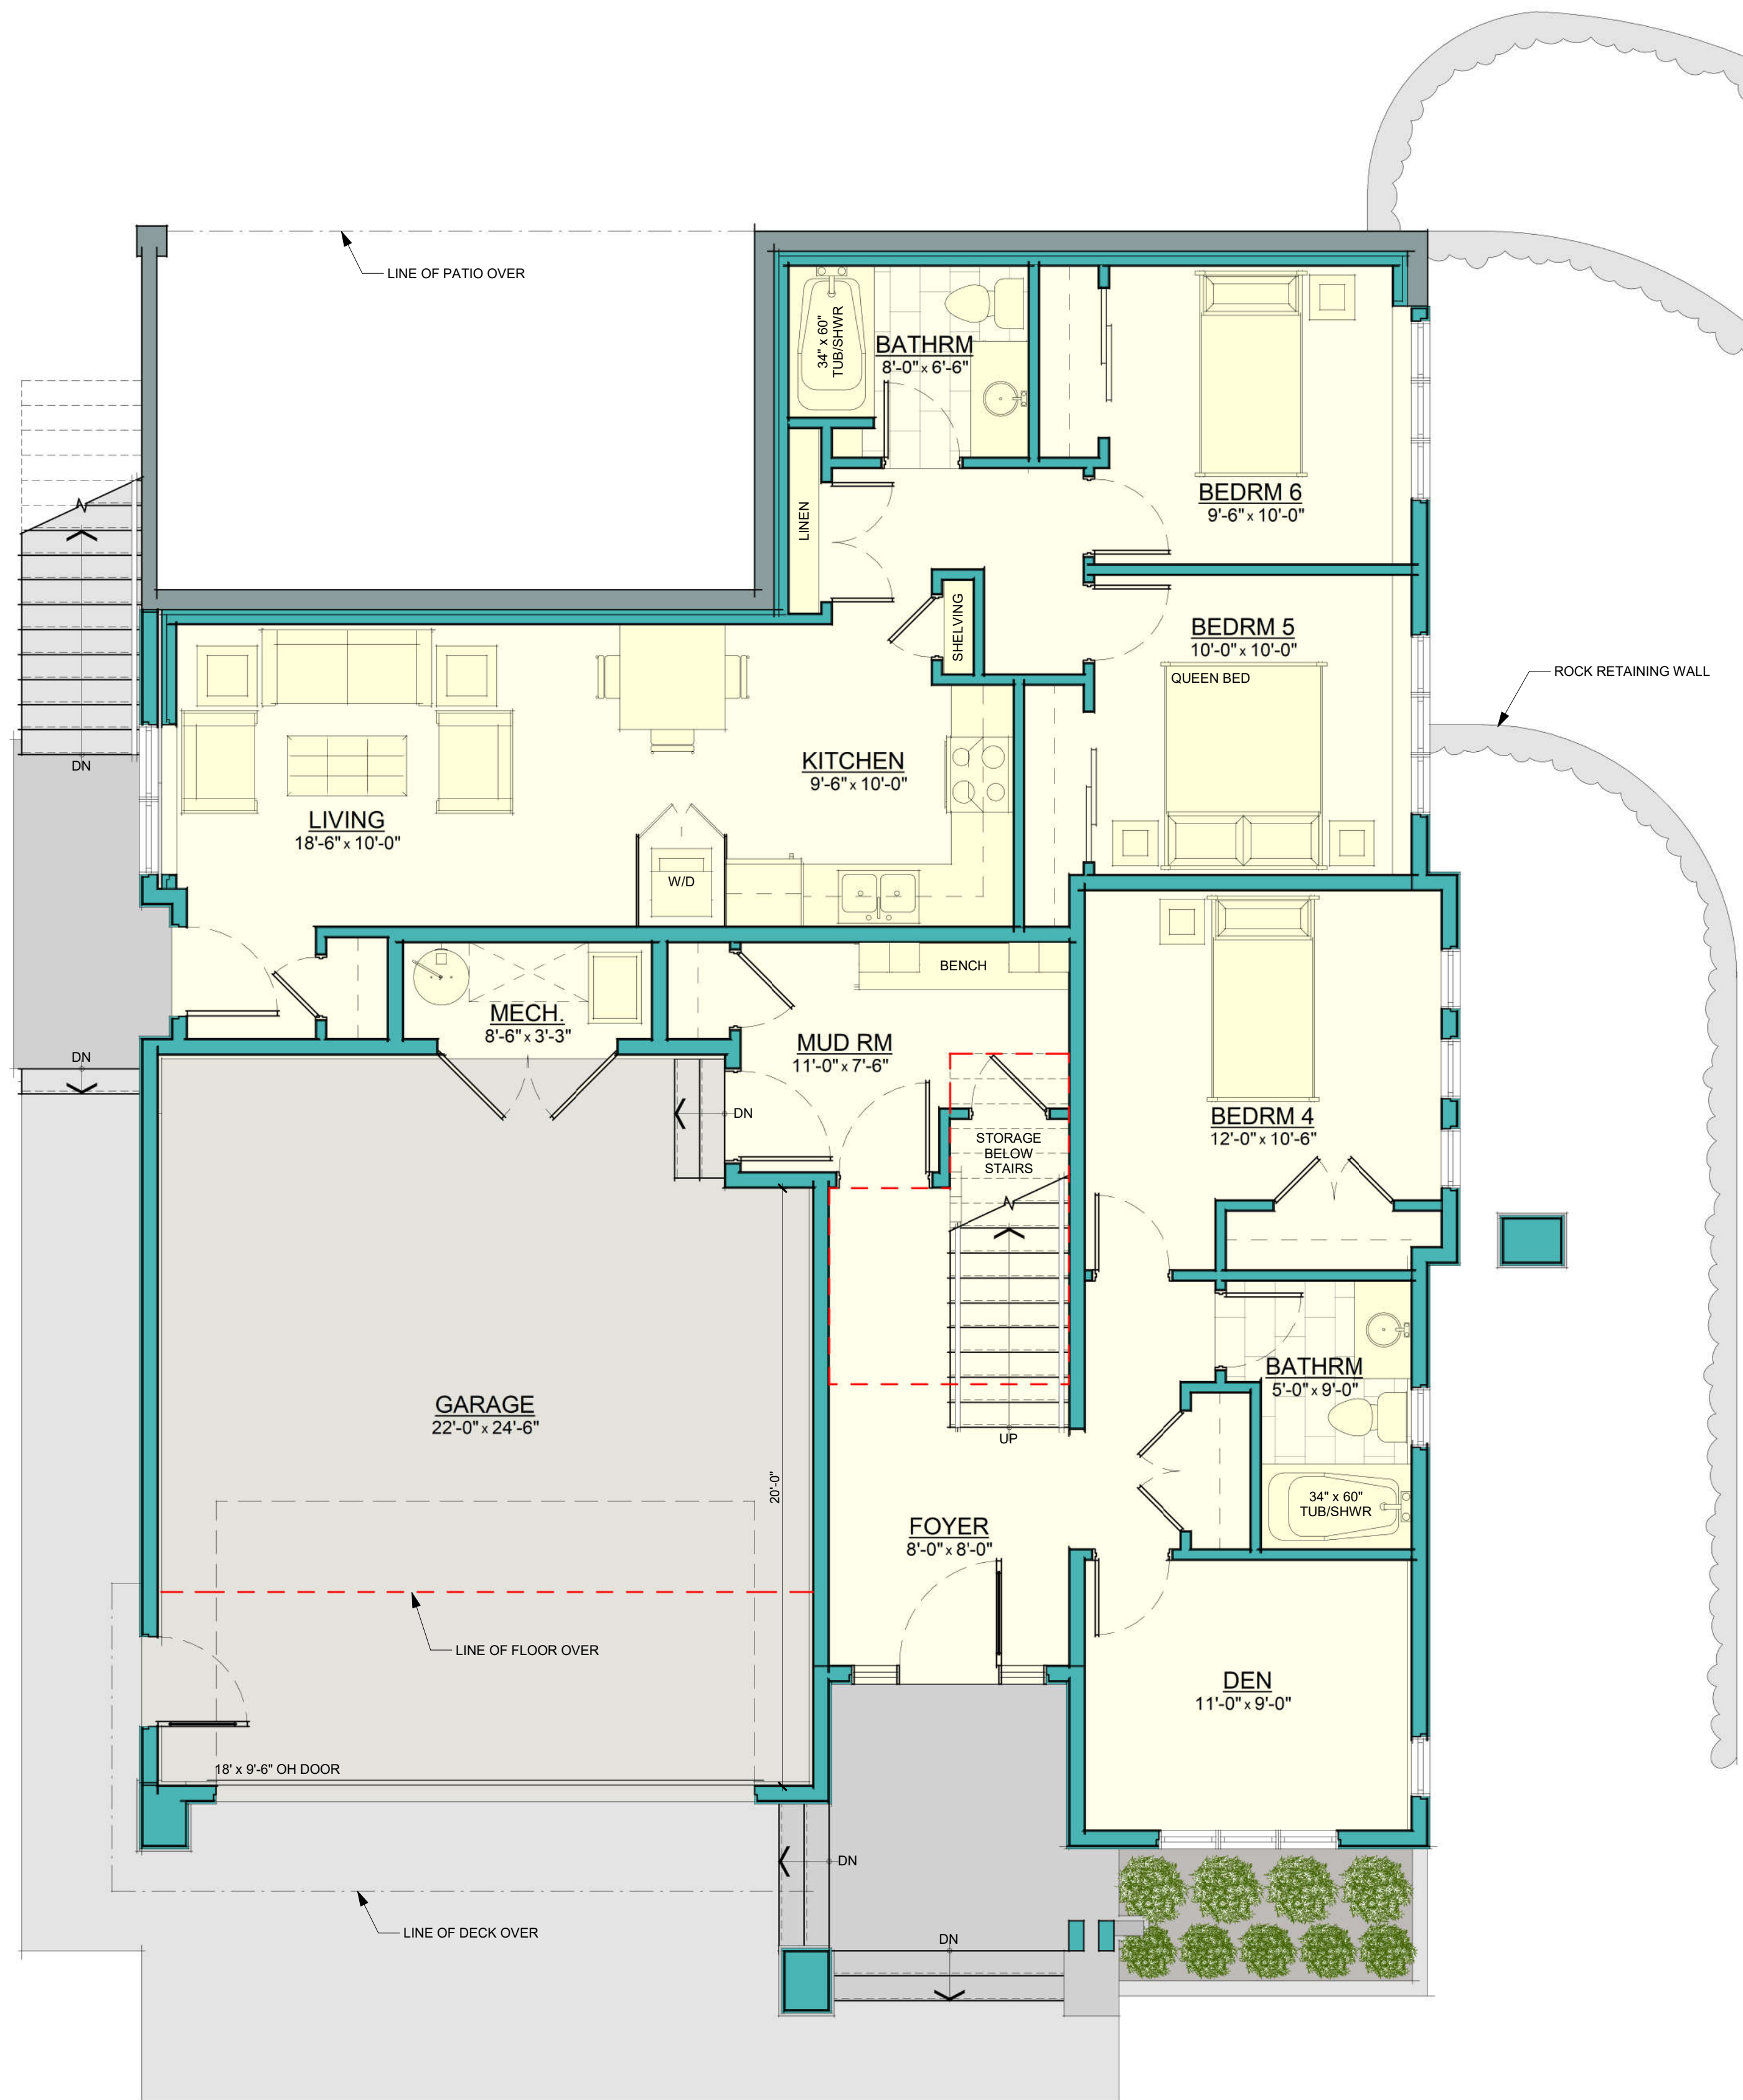 LINE OF PATIO OVER
34" x 60"
TUB/SHWR
BATHRM
8'-0" x 6'-6"
BEDRM 6
9'-6" x 10'-0"
LINEN
SHELVING
BEDRM 5
10'-0" x 10'-0"
QUEEN BED
ROCK RETAINING WALL
DN
KITCHEN
9'-6" x 10'-0"
LIVING
18'-6" x 10'-0"
W/D
BENCH
MECH.
8'-6" x 3'-3"
MUD RM
11'-0" x 7'-6"
DN
DN
BEDRM 4
12'-0" x 10'-6"
STORAGE
BELOW
STAIRS
BATHRM
5'-0" x 9'-0"
GARAGE
22'-0" x 24'-6"
UP
20'-0"
34" x 60"
TUB/SHWR
FOYER
8'-0" x 8'-0"
LINE OF FLOOR OVER
DEN
11'-0" x 9'-0"
18' x 9'-6" OH DOOR
DN
LINE OF DECK OVER
DN